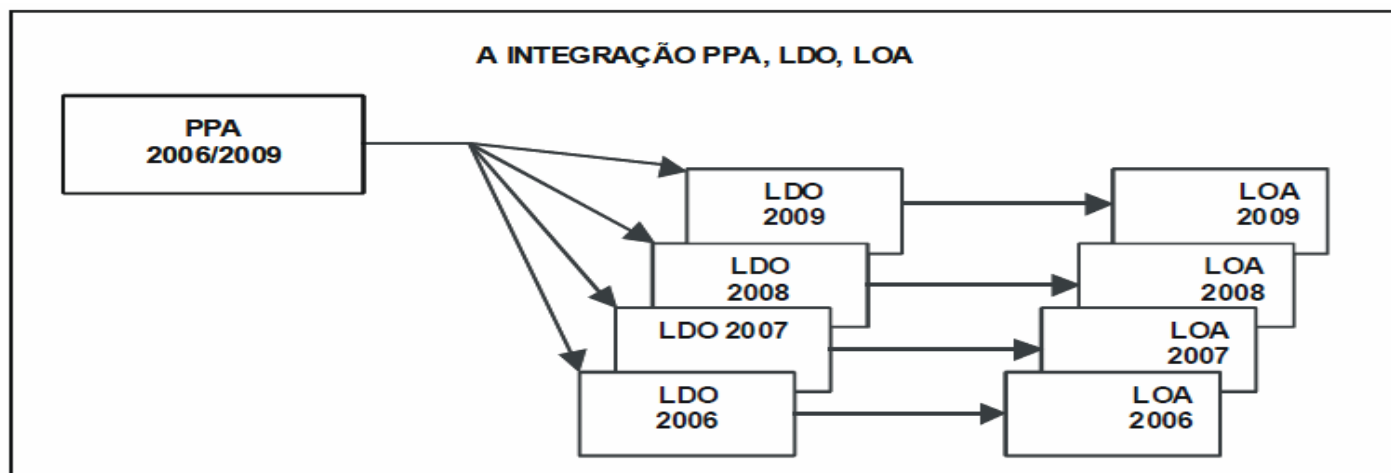 A INTEGRAÇÃO PPA, LDO, LOA
PPA
2006/2009
LDO
2009
LOA
2009
LDO
2008
LOA
2008
LDO 2007
LOA
2007
LDO
2006
LOA
2006